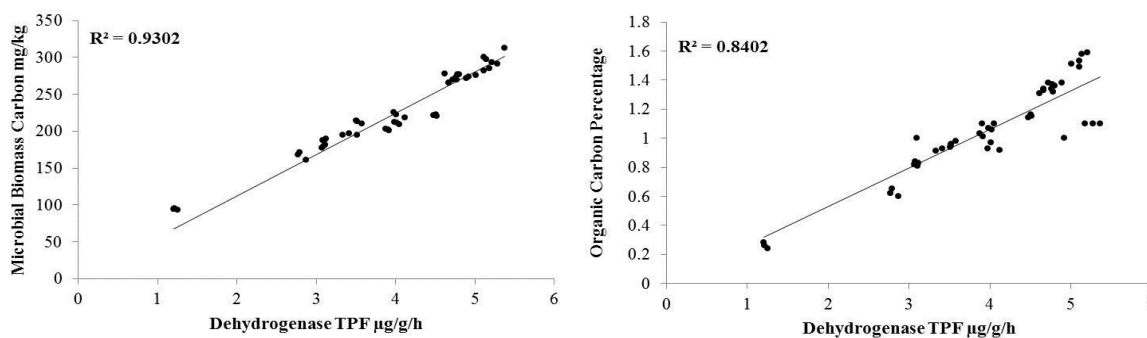 Microbial Biomass Carbon mg/kg
350
300
250
200
150
100
50
0
R² = 0.9302
0 1 2 3 4 5 6
Dehydrogenase TPF µg/g/h
Organic Carbon Percentage
1.8
1.6
1.4
1.2
1
0.8
0.6
0.4
0.2
0
R² = 0.8402
0 1 2 3 4 5
Dehydrogenase TPF µg/g/h